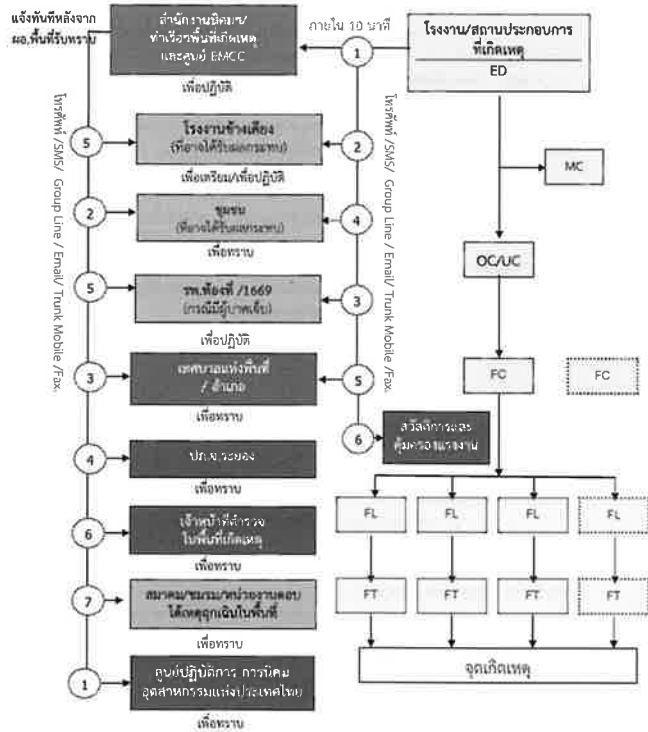 แจ้งทันทีหลังจาก
ผอ.พื้นที่รับทราบ
สำนักงานนิคมฯ/
ท่าเรือฯพื้นที่เกิดเหตุ
และศูนย์ EMCC
เพื่อปฏิบัติ
ภายใน 10 นาที
1
โรงงาน/สถานประกอบการ
ที่เกิดเหตุ
ED
โทรศัพท์ /SMS/ Group Line / Email/ Trunk Mobile /Fax.
โทรศัพท์ /SMS/ Group Line / Email/ Trunk Mobile /Fax.
5
โรงงานข้างเคียง
(ที่อาจได้รับผลกระทบ)
2
เพื่อเตรียม/เพื่อปฏิบัติ
MC
2
ชุมชน
(ที่อาจได้รับผลกระทบ)
4
เพื่อทราบ
OC/UC
5
รพ.ท้องที่ /1669
(กรณีมีผู้บาดเจ็บ)
3
เพื่อปฏิบัติ
3
เทศบาลแห่งพื้นที่
/ อำเภอ
5
เพื่อทราบ
FC
FC
6
สวัสดิการและ
คุ้มครองแรงงาน
4
ปภ.จ.ระยอง
เพื่อทราบ
6
เจ้าหน้าที่ตำรวจ
ในพื้นที่เกิดเหตุ
เพื่อทราบ
FL
FL
FL
FL
7
สมาคม/ชมรม/หน่วยงานตอบ
โต้เหตุฉุกเฉินในพื้นที่
เพื่อทราบ
FT
FT
FT
FT
1
ศูนย์ปฏิบัติการ การนิคม
อุตสาหกรรมแห่งประเทศไทย
เพื่อทราบ
จุดเกิดเหตุ